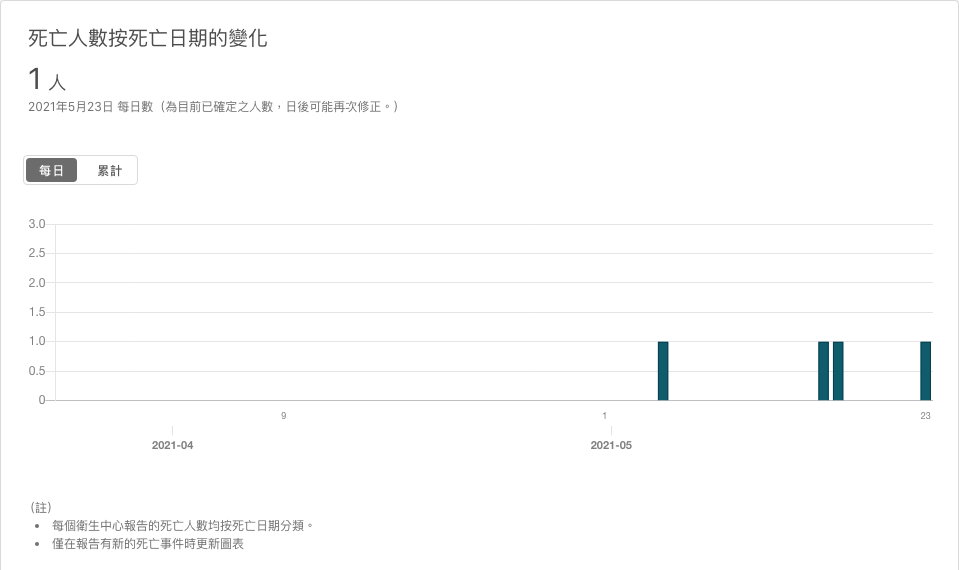 死亡人數按死亡日期的變化
1 人
2021年5月23日 每日數（為目前已確定之人數，日後可能再次修正。）
每日 累計
3.0
2.5
2.0
1.5
1.0
0.5
0
9 1 23
2021-04 2021-05
（註）
• 每個衛生中心報告的死亡人數均按死亡日期分類。
• 僅在報告有新的死亡事件時更新圖表